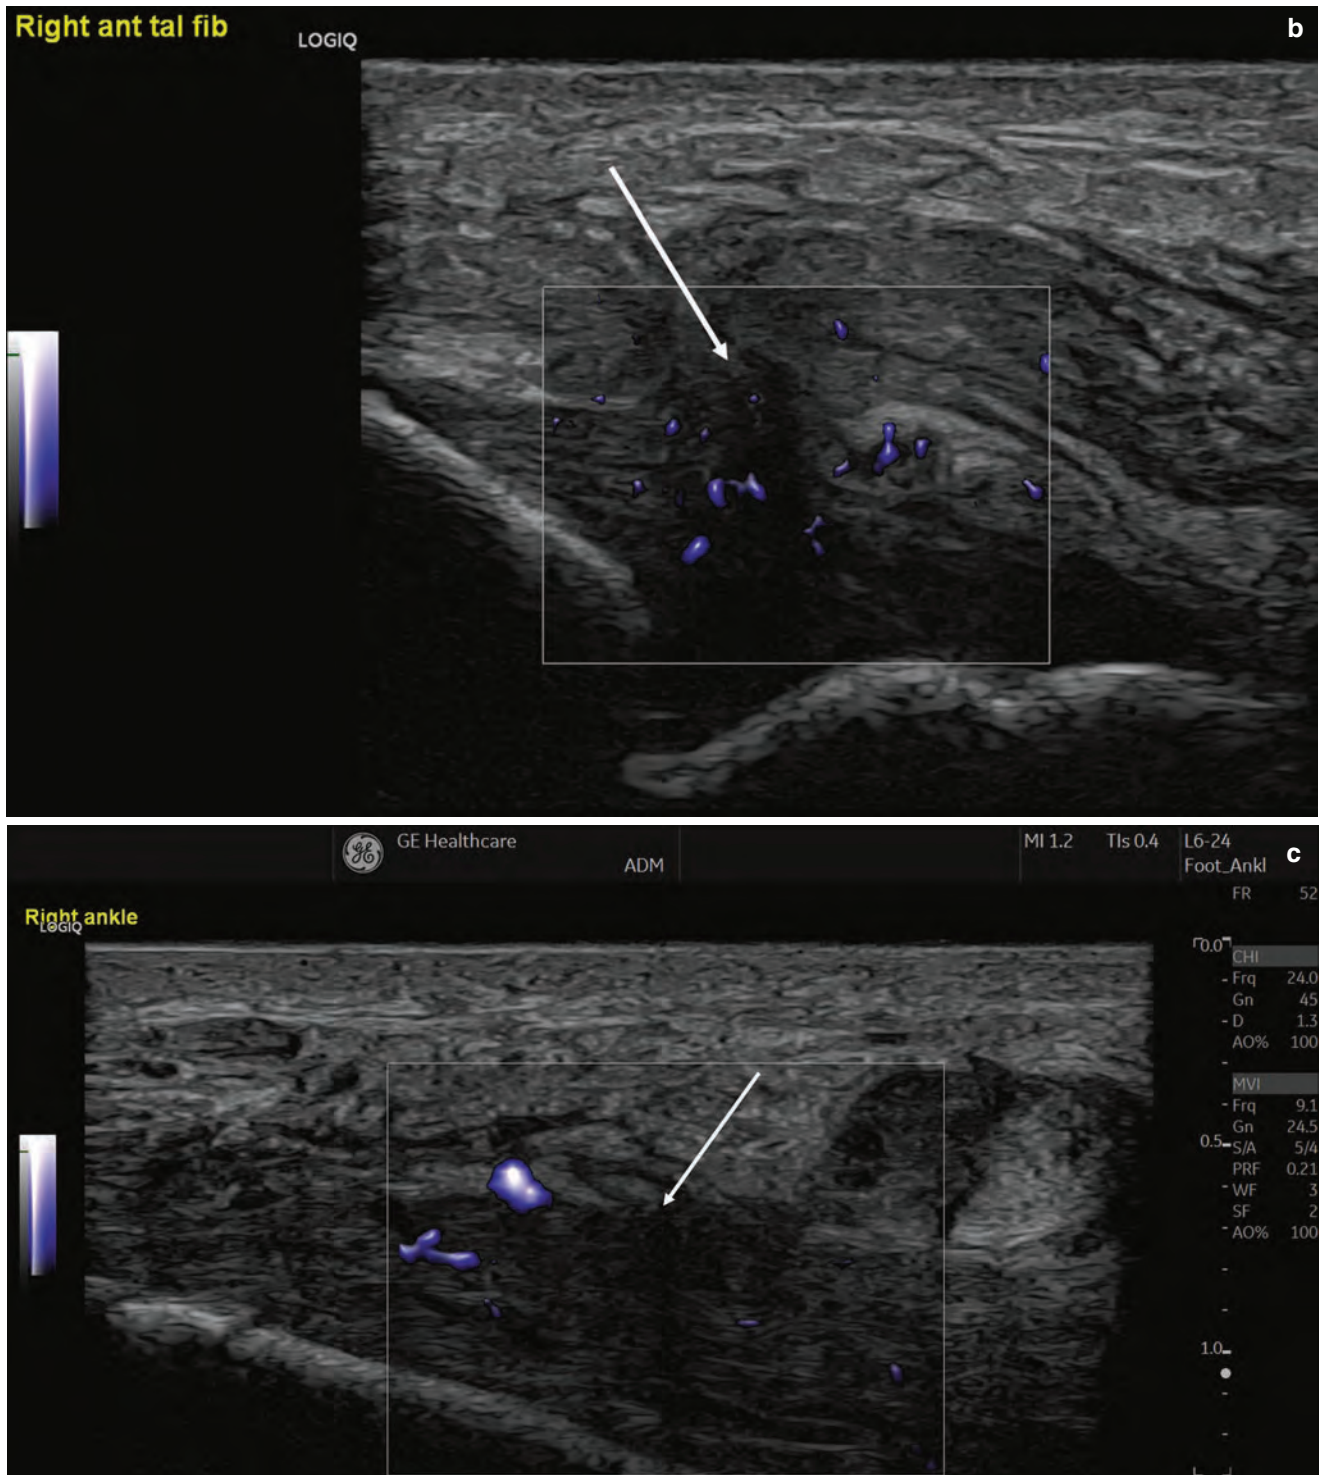 Right ant tal fib
LOGIQ
b
GE Healthcare
ADM
MI 1.2
TIs 0.4
L6-24
Foot_Ankl
c
FR 52
Right ankle
LOGIQ
0.0
CHI
Frq 24.0
Gn 45
D 1.3
AO% 100
MVI
Frq 9.1
0.5
Gn 24.5
S/A 5/4
PRF 0.21
WF 3
SF 2
AO% 100
1.0